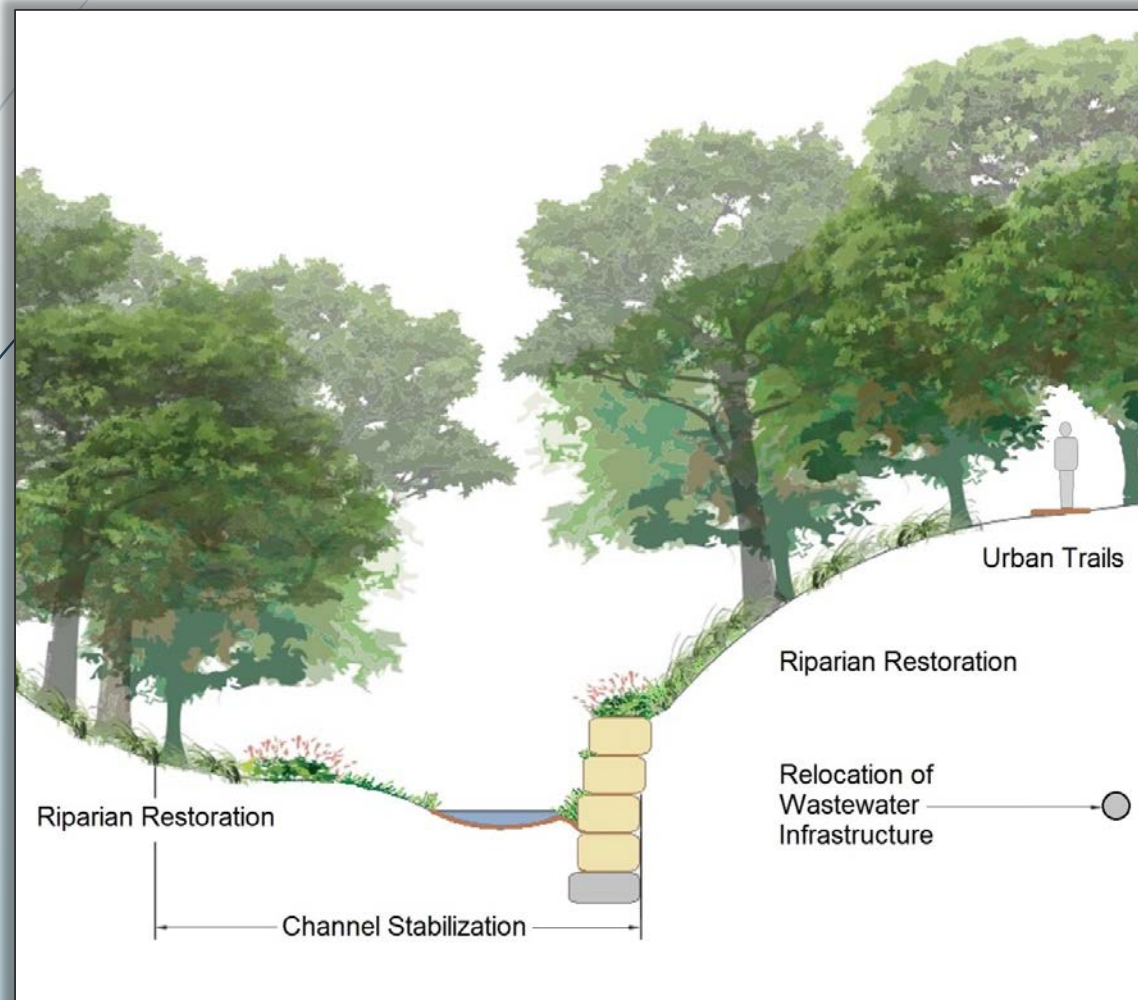 Urban Trails
Riparian Restoration
Relocation of
Wastewater
Infrastructure
Riparian Restoration
Channel Stabilization